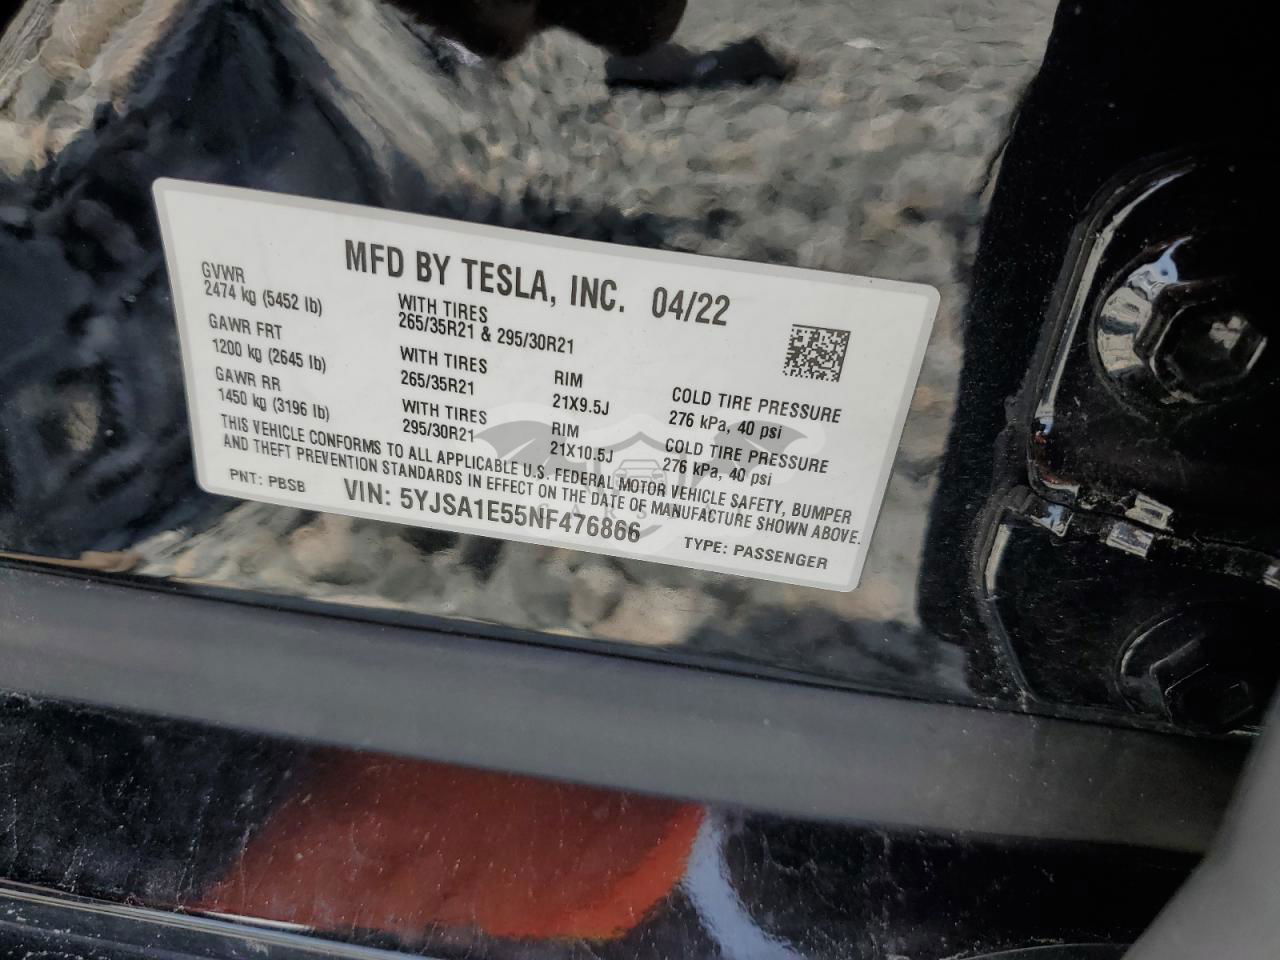 MFD BY TESLA, INC. 04/22
GVWR
2474 kg (5452 lb)
WITH TIRES
265/35R21 & 295/30R21
GAWR FRT
1200 kg (2645 lb)
WITH TIRES
265/35R21
RIM
21X9.5J
COLD TIRE PRESSURE
276 kPa, 40 psi
GAWR RR
1450 kg (3196 lb)
WITH TIRES
295/30R21
RIM
21X10.5J
COLD TIRE PRESSURE
276 kPa, 40 psi
THIS VEHICLE CONFORMS TO ALL APPLICABLE U.S. FEDERAL MOTOR VEHICLE SAFETY, BUMPER
AND THEFT PREVENTION STANDARDS IN EFFECT ON THE DATE OF MANUFACTURE SHOWN ABOVE.
PNT: PBSB
VIN: 5YJSA1E55NF476866
TYPE: PASSENGER